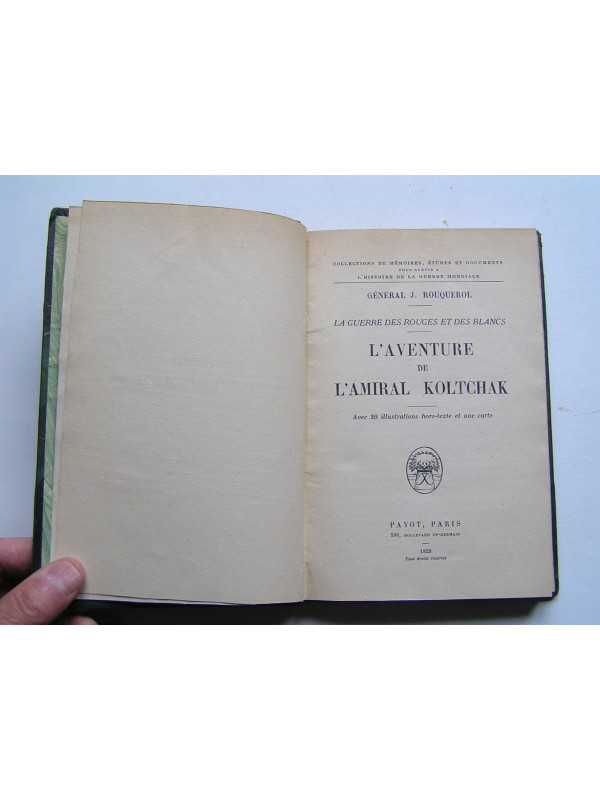 COLLECTIONS DE MÉMOIRES, ÉTUDES ET DOCUMENTS
POUR SERVIR A
L'HISTOIRE DE LA GUERRE MONDIALE
GÉNÉRAL J. ROUQUEROL
LA GUERRE DES ROUGES ET DES BLANCS
L'AVENTURE
DE
L'AMIRAL KOLTCHAK
Avec 20 illustrations hors-texte et une carte
PAYOT, PARIS
BOULEVARD ST-GERMAIN
1929
Tous droits réservés